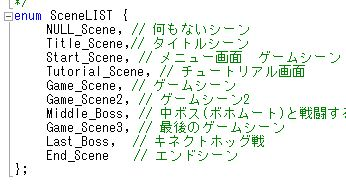 */
enum SceneLIST {
NULL_Scene, // 何もないシーン
Title_Scene,// タイトルシーン
Start_Scene, // メニュー画面　ゲームシーン
Tutorial_Scene, // チュートリアル画面
Game_Scene, // ゲームシーン
Game_Scene2, // ゲームシーン2
Middle_Boss, // 中ボス(ボホムート)と戦闘する
Game_Scene3, // 最後のゲームシーン
Last_Boss, // キネクトホッグ戦
End_Scene // エンドシーン
};